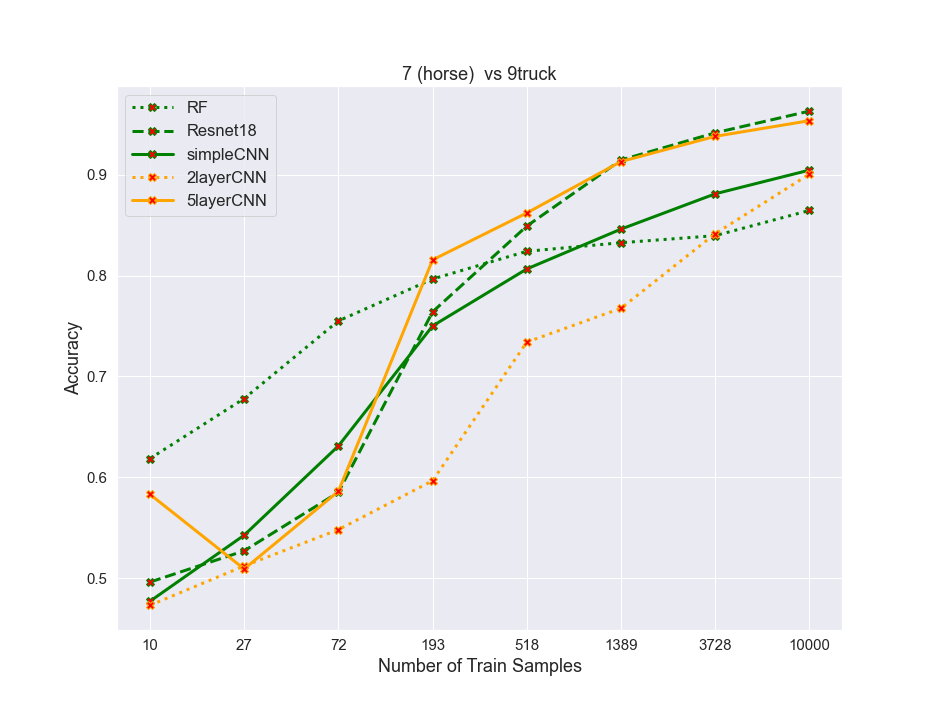 7 (horse)  vs 9truck
RF
Resnet18
simpleCNN
2layerCNN
5layerCNN
Accuracy
0.9
0.8
0.7
0.6
0.5
10 27 72 193 518 1389 3728 10000
Number of Train Samples